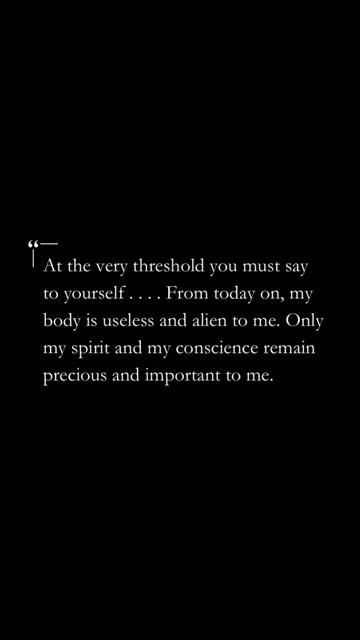 “
At the very threshold you must say
to yourself . . . . From today on, my
body is useless and alien to me. Only
my spirit and my conscience remain
precious and important to me.